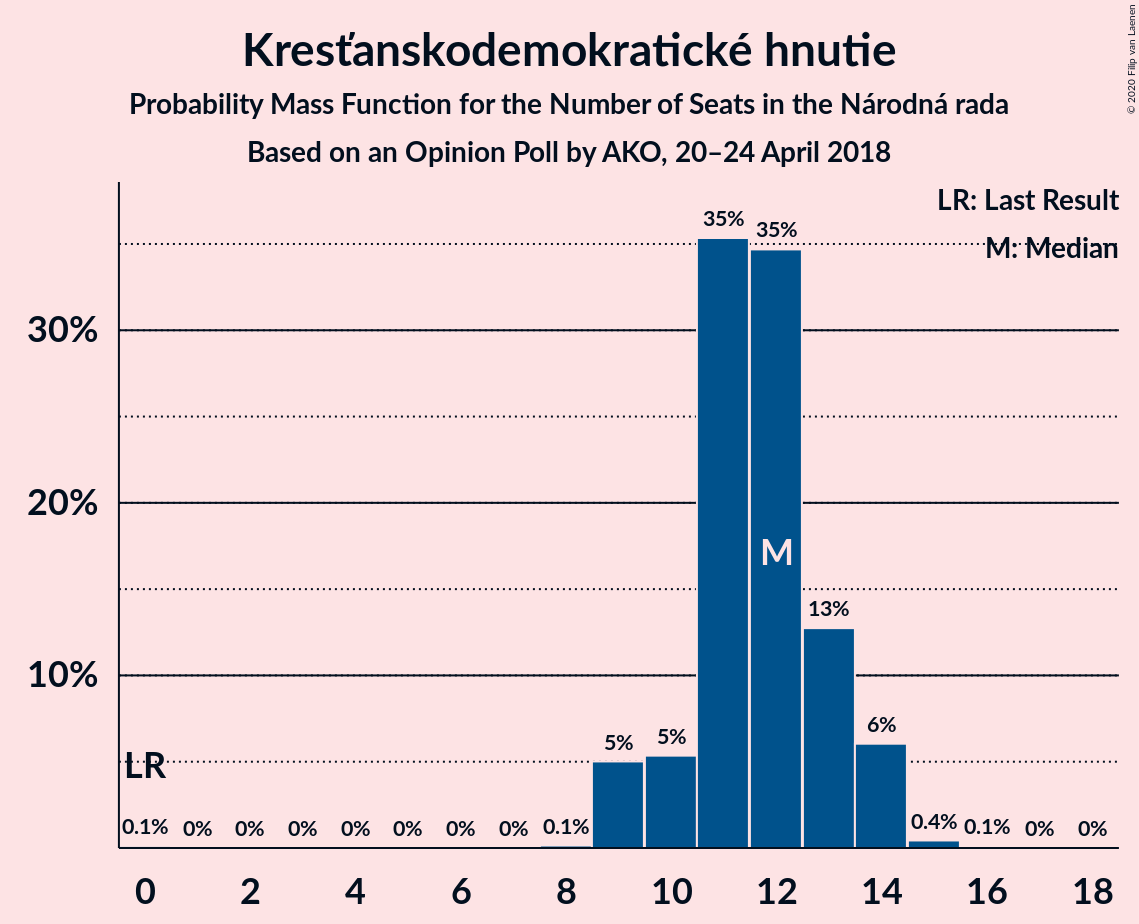 Kresťanskodemokratické hnutie
Probability Mass Function for the Number of Seats in the Národná rada
Based on an Opinion Poll by AKO, 20–24 April 2018
© 2020 Filip van Laenen
LR: Last Result
M: Median
35%
35%
30%
20%
M
13%
10%
6%
5%
5%
LR
0.1%
0%
0%
0%
0%
0%
0%
0%
0.1%
0.4%
0.1%
0%
0%
0 2 4 6 8 10 12 14 16 18